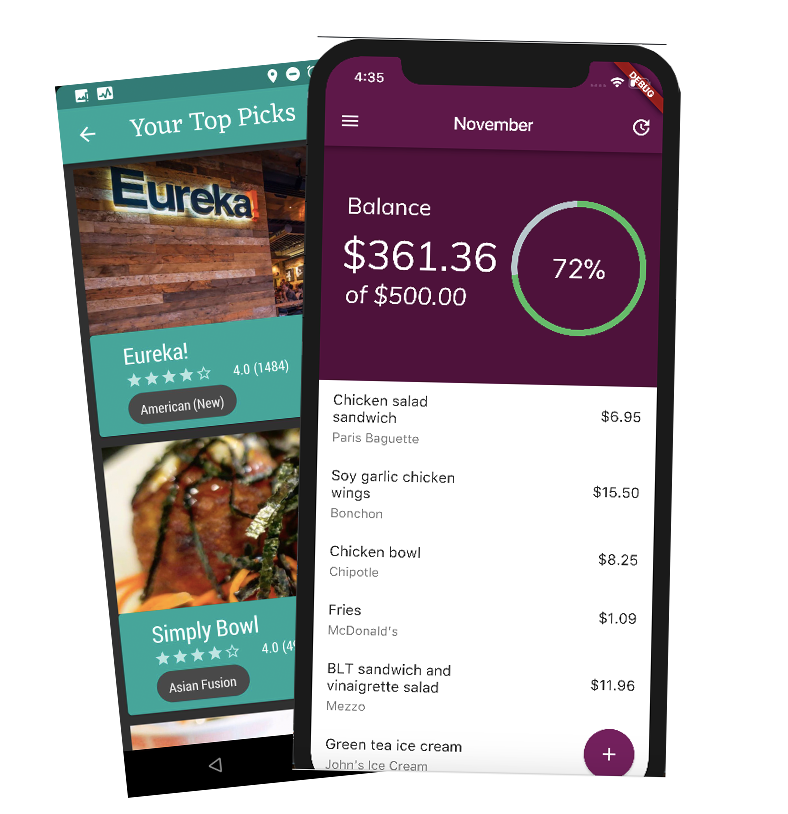 Your Top Picks
Eureka!
Eureka!
4.0 (1484)
American (New)
Simply Bowl
4.0 (4
Asian Fusion
4:35
DEBUG
November
Balance
$361.36
of $500.00
72%
Chicken salad
sandwich
$6.95
Paris Baguette
Soy garlic chicken
wings
$15.50
Bonchon
Chicken bowl
$8.25
Chipotle
Fries
$1.09
McDonald's
BLT sandwich and
vinaigrette salad
$11.96
Mezzo
Green tea ice cream
John's Ice Cream
+